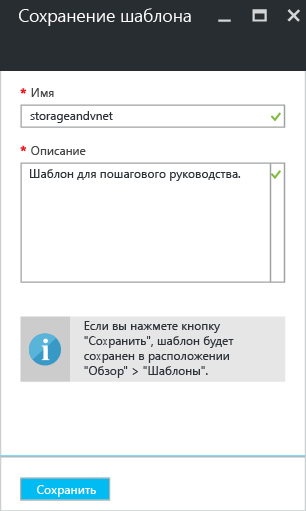 Сохранение шаблона
* Имя
storageandvnet
* Описание
Шаблон для пошагового руководства.
Если вы нажмете кнопку
"Сохранить", шаблон будет
сохранен в расположении
"Обзор" > "Шаблоны".
Сохранить